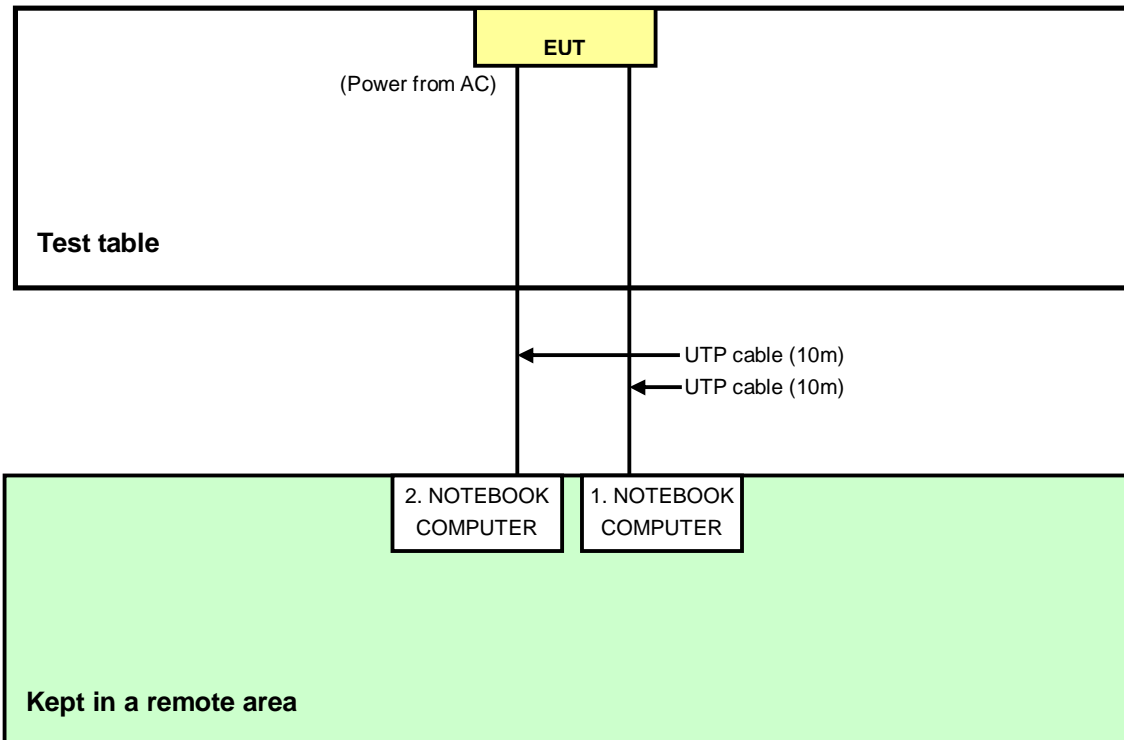 EUT
(Power from AC)
Test table
UTP cable (10m)
UTP cable (10m)
2. NOTEBOOK
COMPUTER
1. NOTEBOOK
COMPUTER
Kept in a remote area